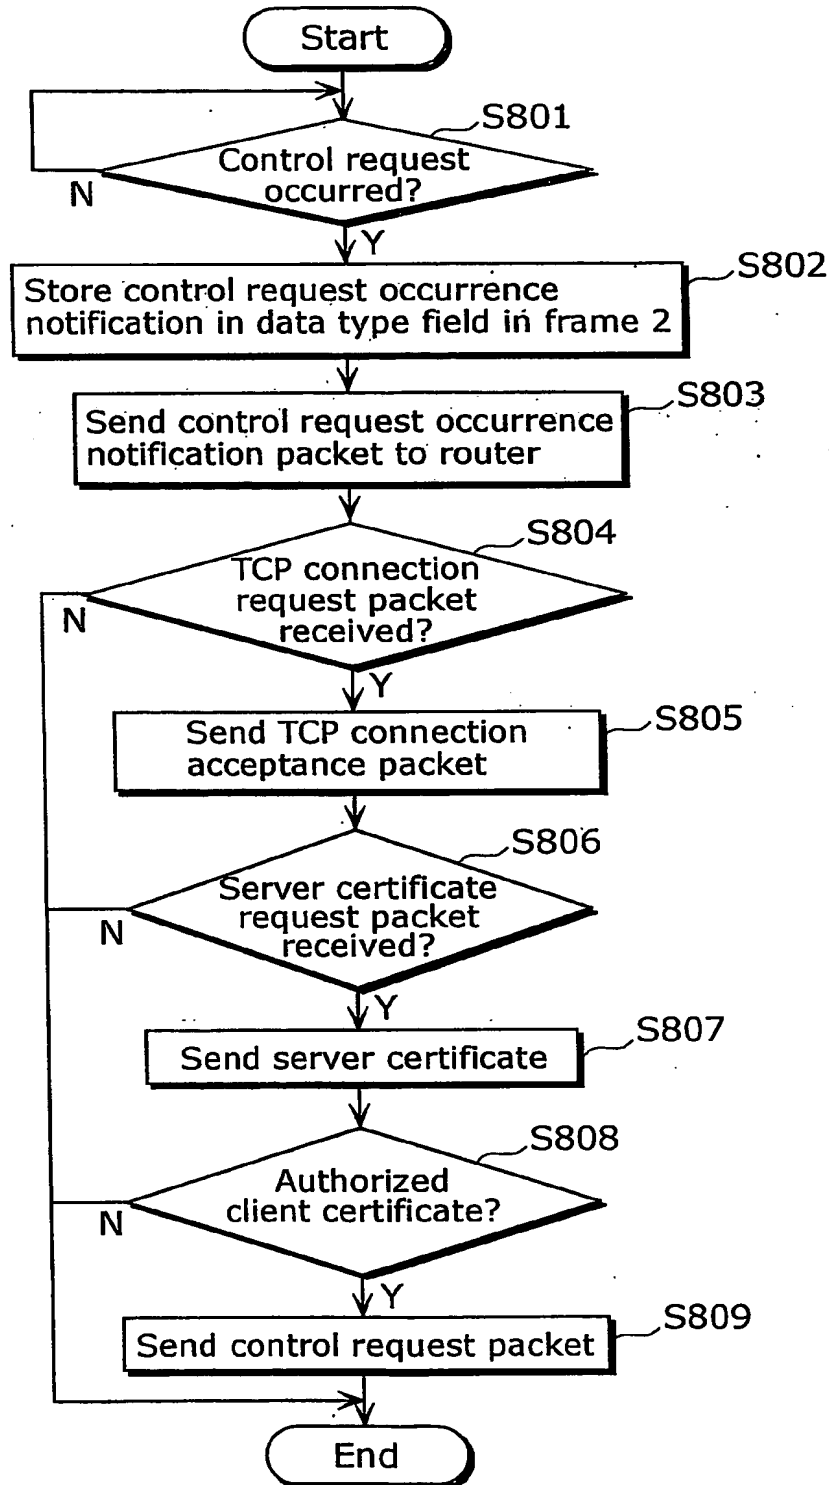 Start
S801
Control request
occurred?
N
Y
S802
Store control request occurrence
notification in data type field in frame 2
S803
Send control request occurrence
notification packet to router
S804
TCP connection
request packet
received?
N
Y
S805
Send TCP connection
acceptance packet
S806
Server certificate
request packet
received?
N
Y
S807
Send server certificate
S808
Authorized
client certificate?
N
Y
S809
Send control request packet
End